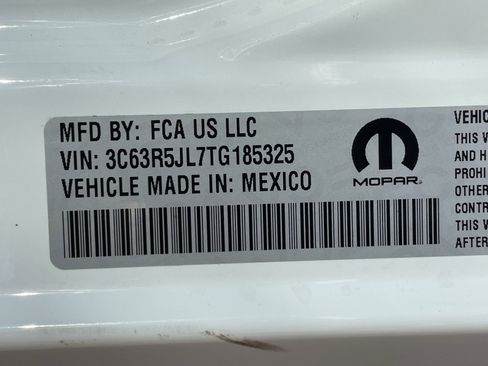 MFD BY: FCA US LLC
VIN: 3C63R5JL7TG185325
VEHICLE MADE IN: MEXICO
MOPAR
VEHIC
THIS V
AND H
PROHI
OTHER
CONTR
THIS V
AFTER